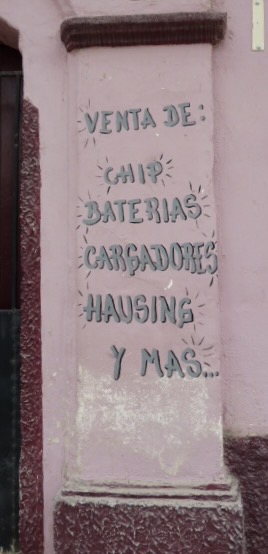 VENTA DE:
CHIP
BATERIAS
CARGADORES
HAUSING
Y MAS...